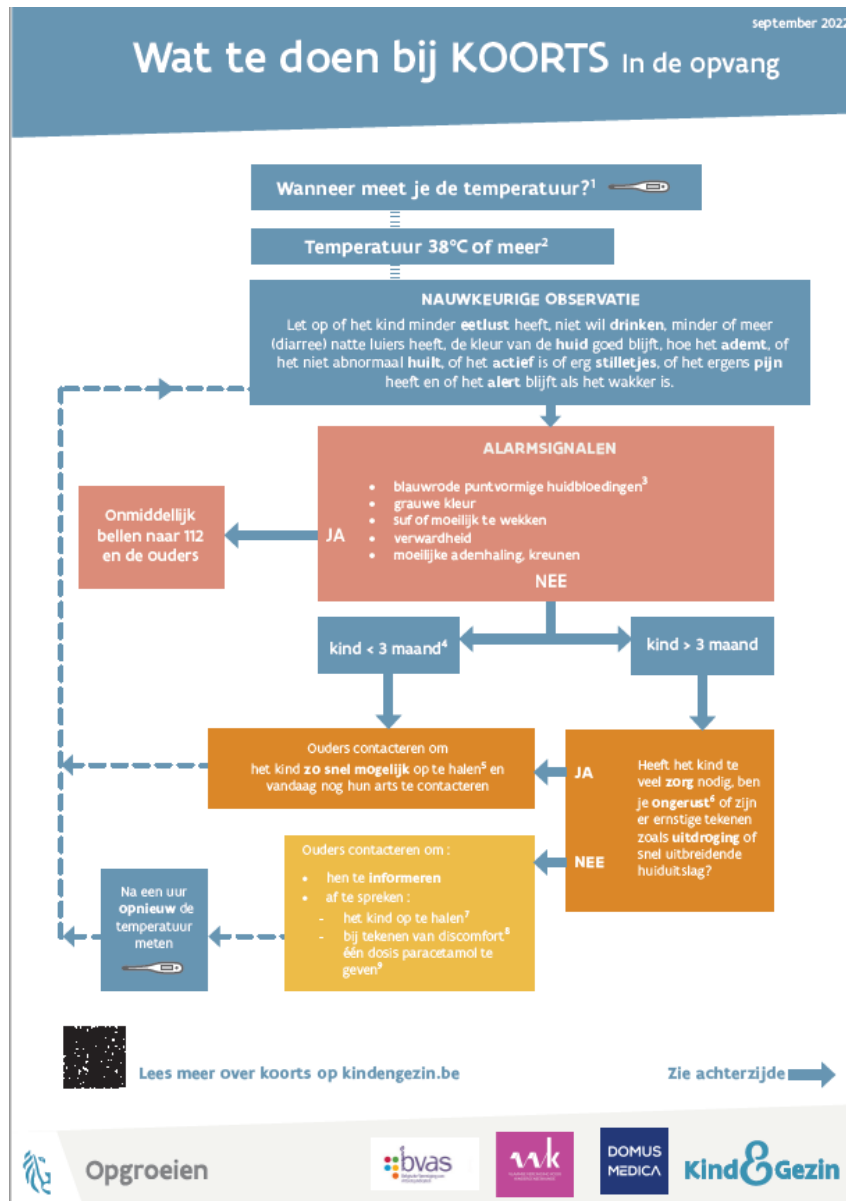 september 2022
Wat te doen bij KOORTS In de opvang
Wanneer meet je de temperatuur?¹
Temperatuur 38°C of meer²
NAUWKEURIGE OBSERVATIE
Let op of het kind minder eetlust heeft, niet wil drinken, minder of meer
(diarree) natte luiers heeft, de kleur van de huid goed blijft, hoe het ademt, of
het niet abnormaal huilt, of het actief is of erg stilletjes, of het ergens pijn
heeft en of het alert blijft als het wakker is.
ALARMSIGNALEN
• blauwrode puntvormige huidbloedingen³
• grauwe kleur
• suf of moeilijk te wekken
• verwardheid
• moeilijke ademhaling, kreunen
JA
NEE
Onmiddellijk
bellen naar 112
en de ouders
kind < 3 maand⁴
kind > 3 maand
Ouders contacteren om
het kind zo snel mogelijk op te halen⁵ en
vandaag nog hun arts te contacteren
JA
NEE
Heeft het kind te
veel zorg nodig, ben
je ongerust⁶ of zijn
er ernstige tekenen
zoals uitdroging of
snel uitbreidende
huiduitslag?
Ouders contacteren om :
• hen te informeren
• af te spreken :
- het kind op te halen⁷
- bij tekenen van discomfort⁸
één dosis paracetamol te
geven⁹
Na een uur
opnieuw de
temperatuur
meten
Lees meer over koorts op kindengezin.be
Zie achterzijde
Opgroeien
bvas
vvk
DOMUS
MEDICA
Kind & Gezin